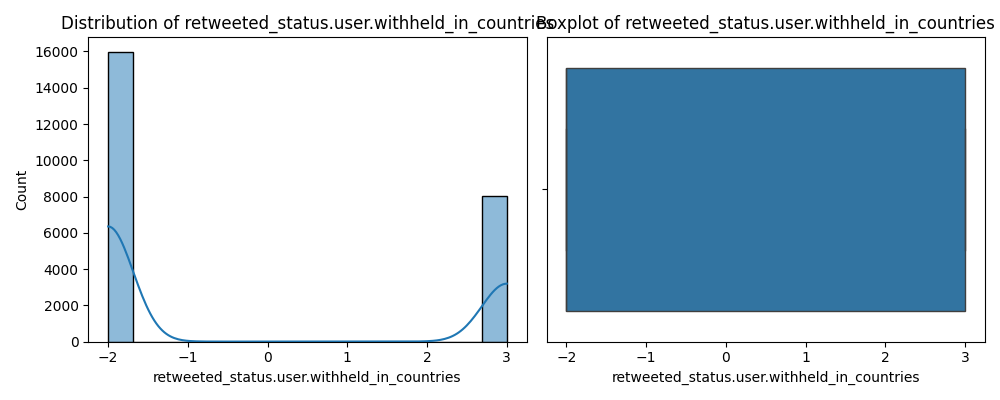 Distribution of retweeted_status.user.withheld_in_countries
Boxplot of retweeted_status.user.withheld_in_countries
16000
14000
12000
10000
8000
6000
4000
2000
0
Count
−2 −1 0 1 2 3
retweeted_status.user.withheld_in_countries
−2 −1 0 1 2 3
retweeted_status.user.withheld_in_countries